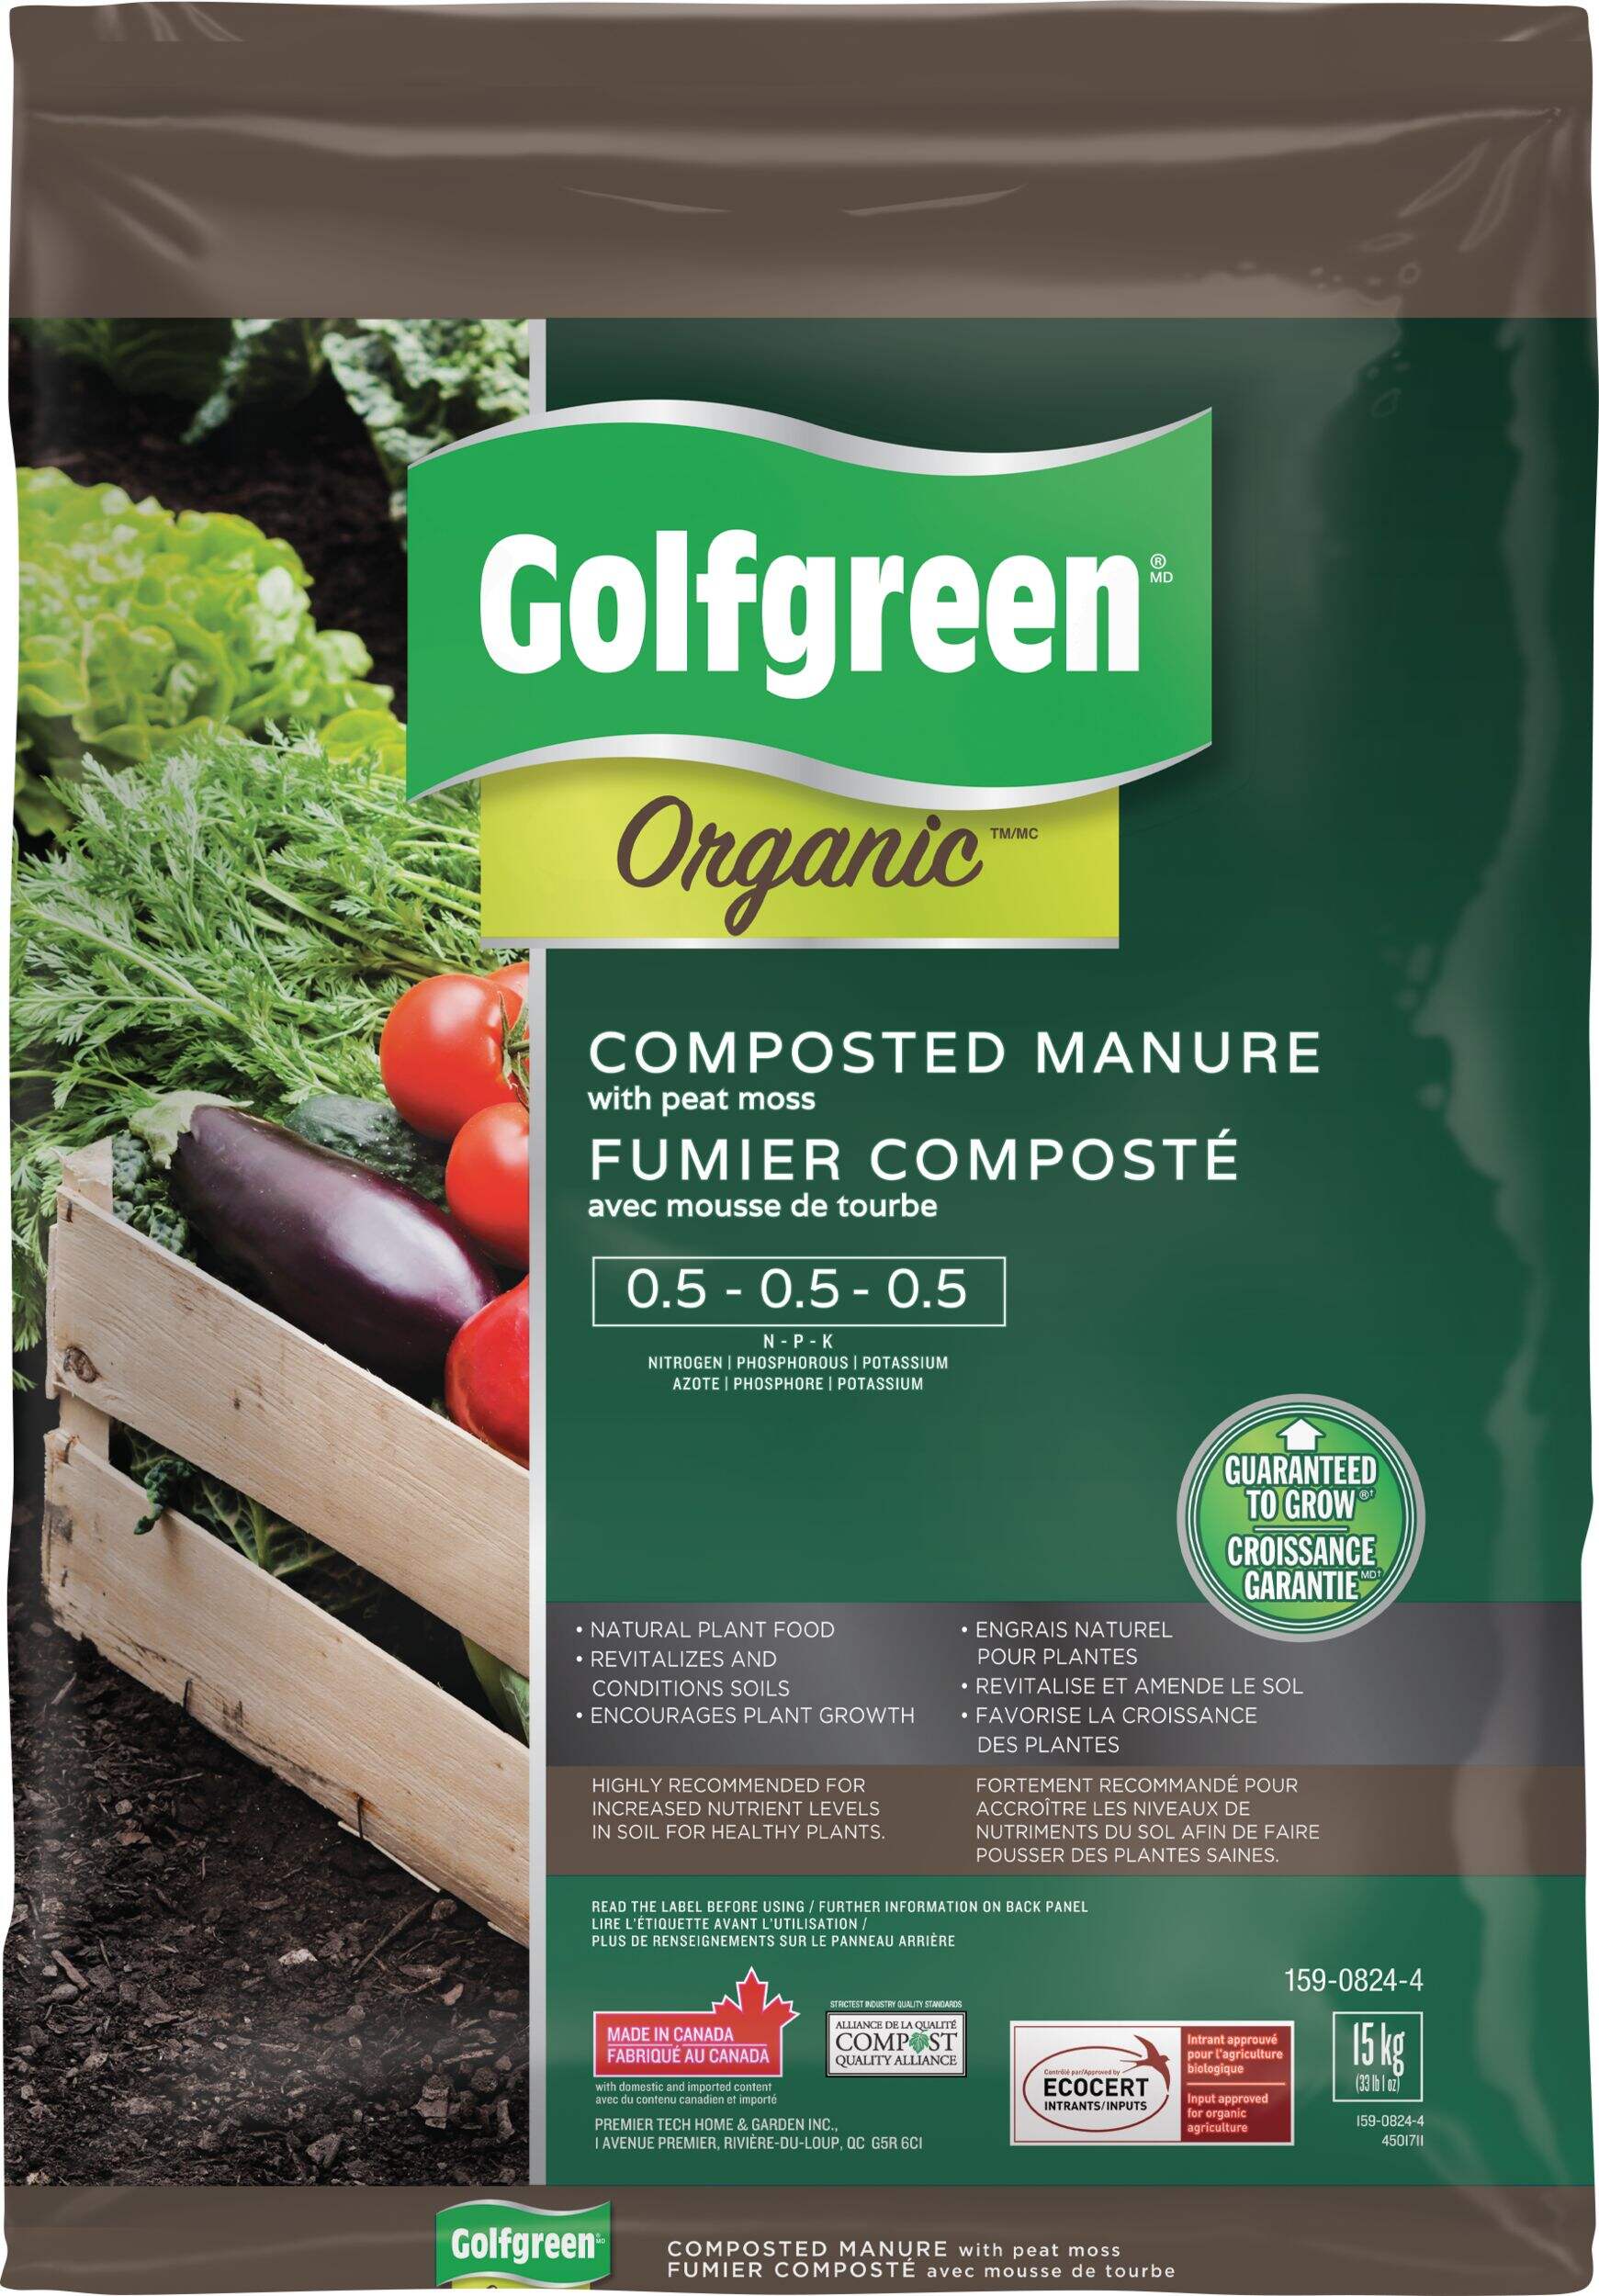 Golfgreen ®
MD
Organic TM/MC
COMPOSTED MANURE
with peat moss
FUMIER COMPOSTÉ
avec mousse de tourbe
0.5 - 0.5 - 0.5
N - P - K
NITROGEN | PHOSPHOROUS | POTASSIUM
AZOTE | PHOSPHORE | POTASSIUM
GUARANTEED
TO GROW ®†
CROISSANCE
GARANTIE MD†
• NATURAL PLANT FOOD
• REVITALIZES AND
CONDITIONS SOILS
• ENCOURAGES PLANT GROWTH
• ENGRAIS NATUREL
POUR PLANTES
• REVITALISE ET AMENDE LE SOL
• FAVORISE LA CROISSANCE
DES PLANTES
HIGHLY RECOMMENDED FOR
INCREASED NUTRIENT LEVELS
IN SOIL FOR HEALTHY PLANTS.
FORTEMENT RECOMMANDÉ POUR
ACCROÎTRE LES NIVEAUX DE
NUTRIMENTS DU SOL AFIN DE FAIRE
POUSSER DES PLANTES SAINES.
READ THE LABEL BEFORE USING / FURTHER INFORMATION ON BACK PANEL
LIRE L'ÉTIQUETTE AVANT L'UTILISATION /
PLUS DE RENSEIGNEMENTS SUR LE PANNEAU ARRIÈRE
MADE IN CANADA
FABRIQUÉ AU CANADA
with domestic and imported content
avec du contenu canadien et importé
PREMIER TECH HOME & GARDEN INC.,
1 AVENUE PREMIER, RIVIÈRE-DU-LOUP, QC G5R 6C1
STRICTEST INDUSTRY QUALITY STANDARDS
ALLIANCE DE LA QUALITÉ
COMPOST
QUALITY ALLIANCE
Contrôlé par/Approved by
ECOCERT
INTRANTS/INPUTS
Intrant approuvé
pour l'agriculture
biologique
Input approved
for organic
agriculture
159-0824-4
15 kg
(33 lb 1 oz)
159-0824-4
4501711
Golfgreen MD
COMPOSTED MANURE with peat moss
FUMIER COMPOSTÉ avec mousse de tourbe